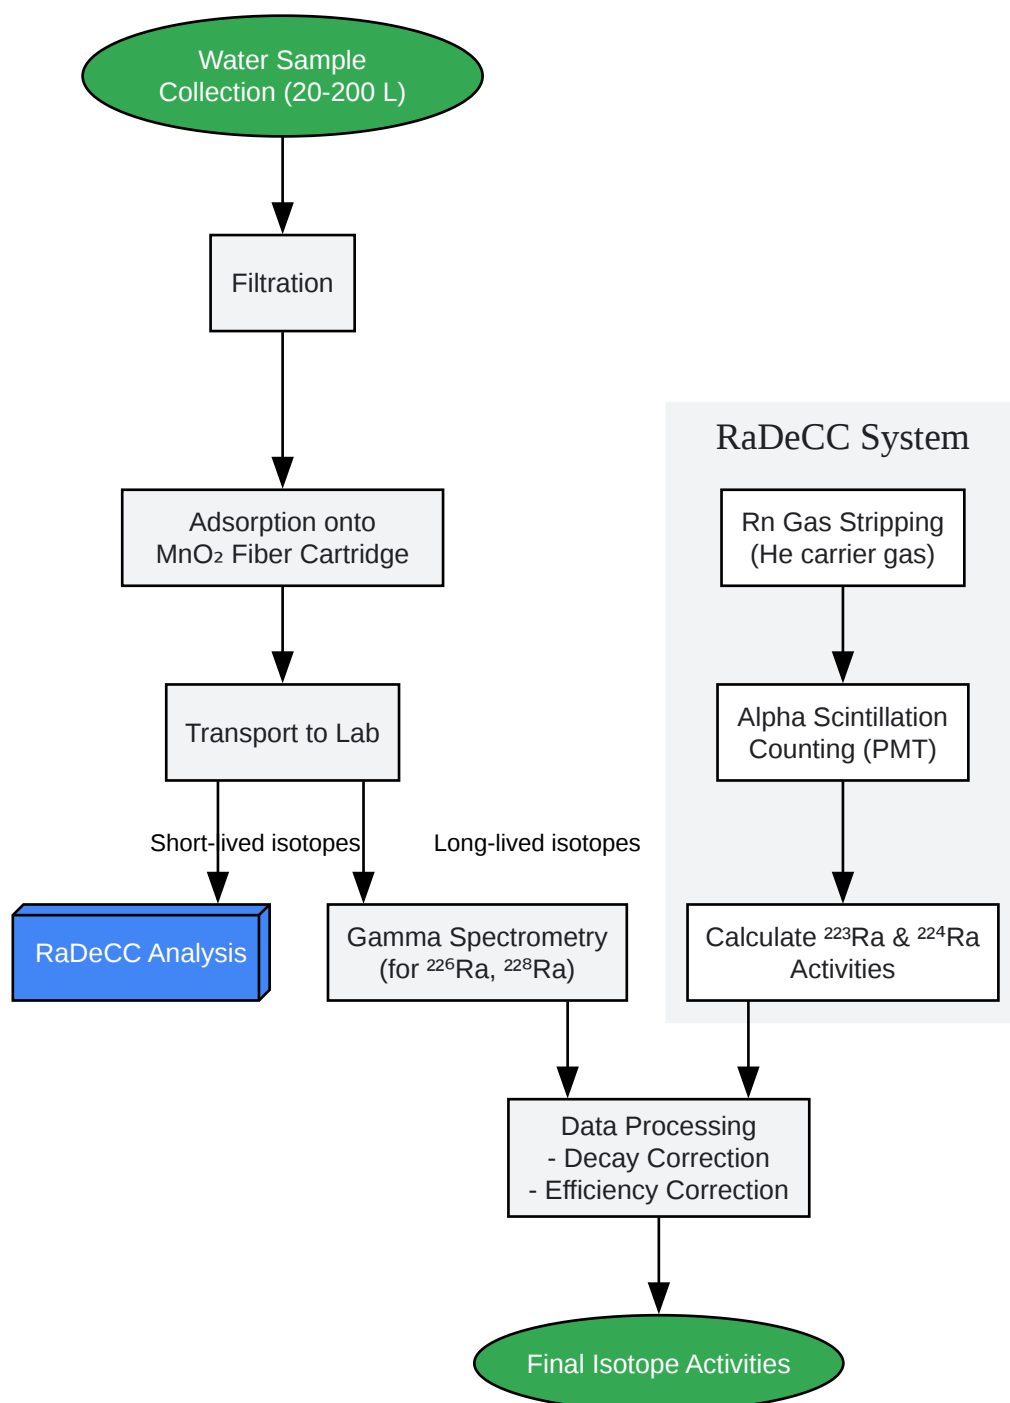 Water Sample
Collection (20-200 L)
Filtration
Adsorption onto
MnO₂ Fiber Cartridge
Transport to Lab
Short-lived isotopes
Long-lived isotopes
RaDeCC Analysis
Gamma Spectrometry
(for ²²⁶Ra, ²²⁸Ra)
RaDeCC System
Rn Gas Stripping
(He carrier gas)
Alpha Scintillation
Counting (PMT)
Calculate ²²³Ra & ²²⁴Ra
Activities
Data Processing
- Decay Correction
- Efficiency Correction
Final Isotope Activities